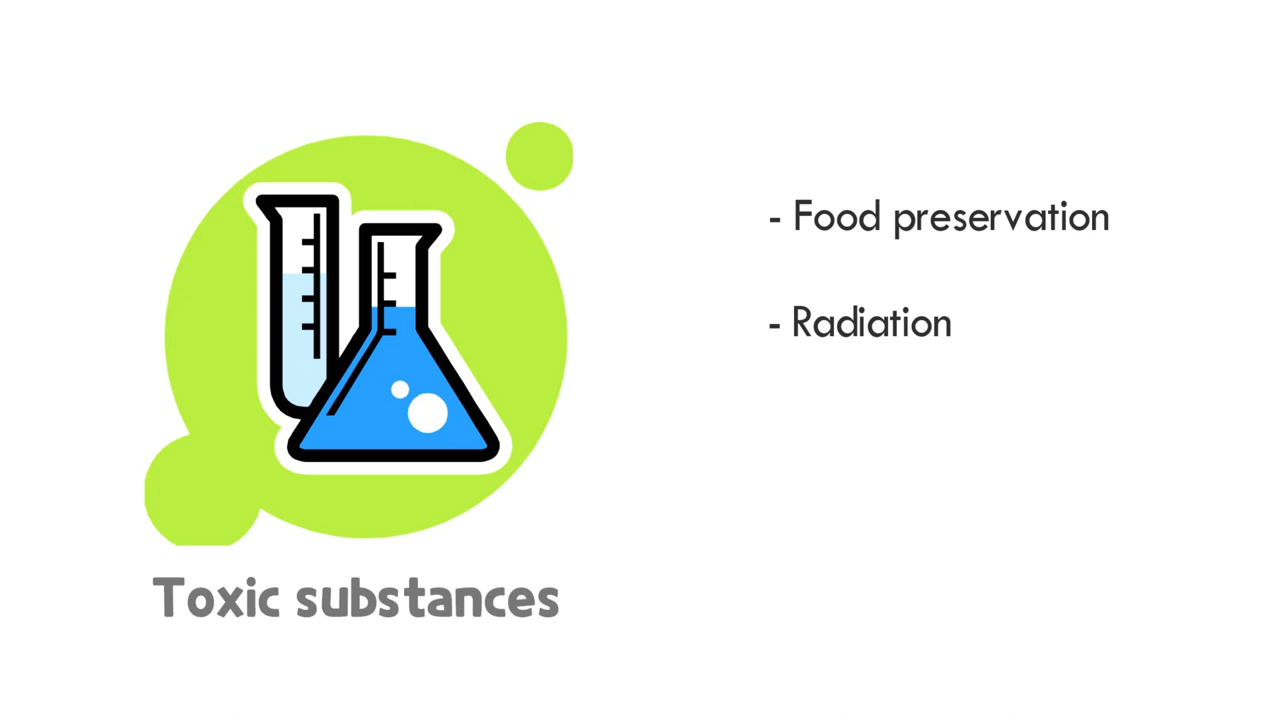 - Food preservation
- Radiation
Toxic substances